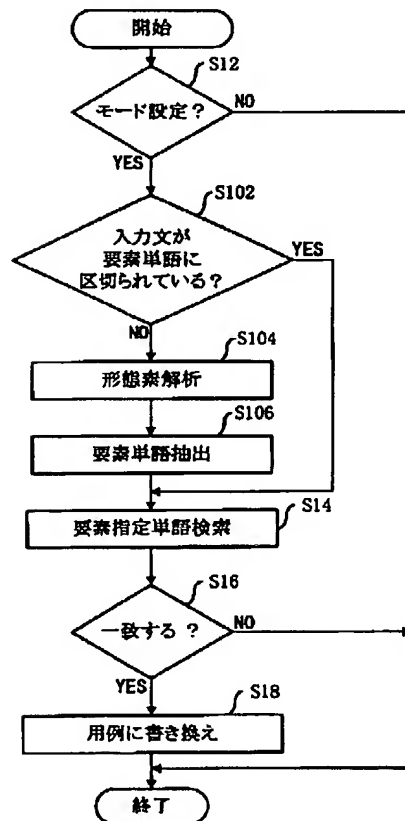 開始
S12
モード設定？
NO
YES
S102
入力文が
要素単語に
区切られている？
YES
NO
S104
形態素解析
S106
要素単語抽出
S14
要素指定単語検索
S16
一致する？
NO
YES
S18
用例に書き換え
終了